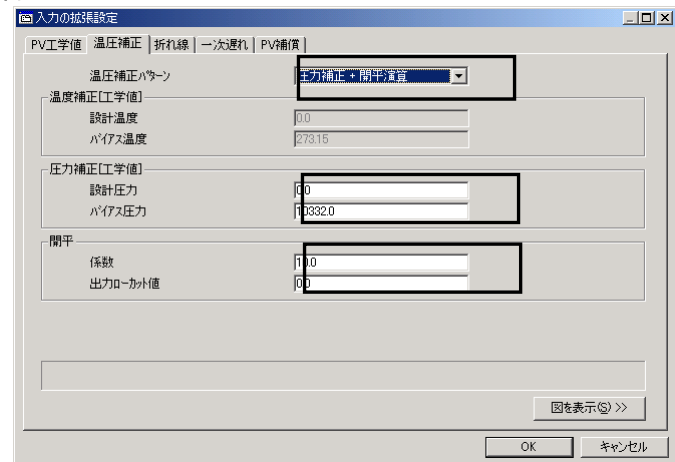 入力の拡張設定
PV工学値 温圧補正 折れ線 一次遅れ PV補償
温圧補正パターン 圧力補正 + 開平演算
温度補正[工学値]
設計温度 0.0
バイアス温度 273.15
圧力補正[工学値]
設計圧力 0.0
バイアス圧力 10332.0
開平
係数 10.0
出力ローカット値 0.0
図を表示(S) >>
OK キャンセル